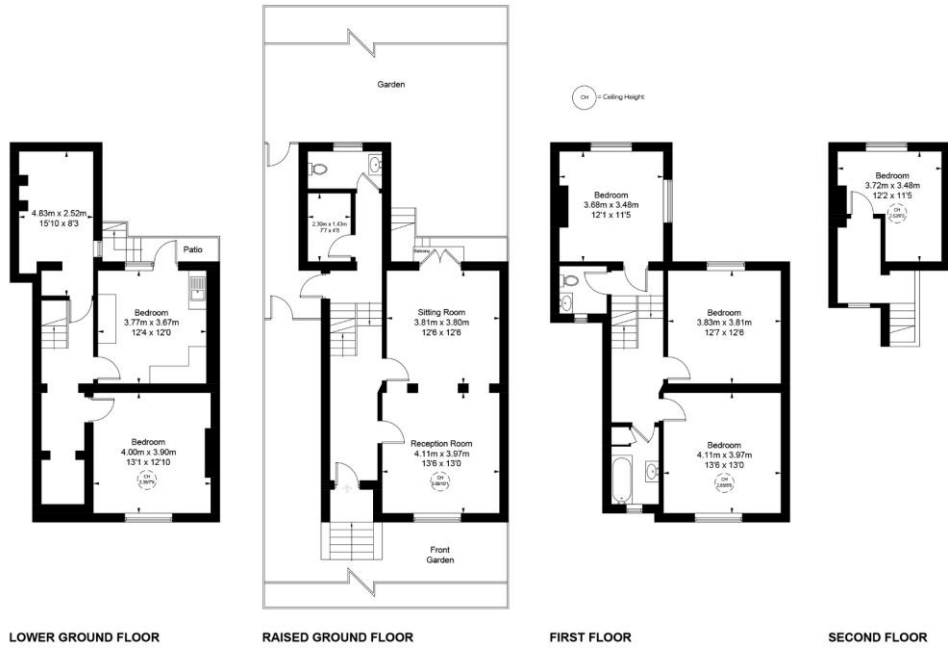 Garden
CH = Ceiling Height
4.83m x 2.52m
15'10 x 8'3
Patio
Bedroom
3.77m x 3.67m
12'4 x 12'0
Bedroom
4.00m x 3.90m
13'1 x 12'10
CH
2.30m x 1.43m
Balcony
Sitting Room
3.81m x 3.80m
12'6 x 12'6
Reception Room
4.11m x 3.97m
13'6 x 13'0
CH
Front
Garden
Bedroom
3.68m x 3.48m
12'1 x 11'5
Bedroom
3.83m x 3.81m
12'7 x 12'6
Bedroom
4.11m x 3.97m
13'6 x 13'0
CH
Bedroom
3.72m x 3.48m
12'2 x 11'5
CH
LOWER GROUND FLOOR
RAISED GROUND FLOOR
FIRST FLOOR
SECOND FLOOR